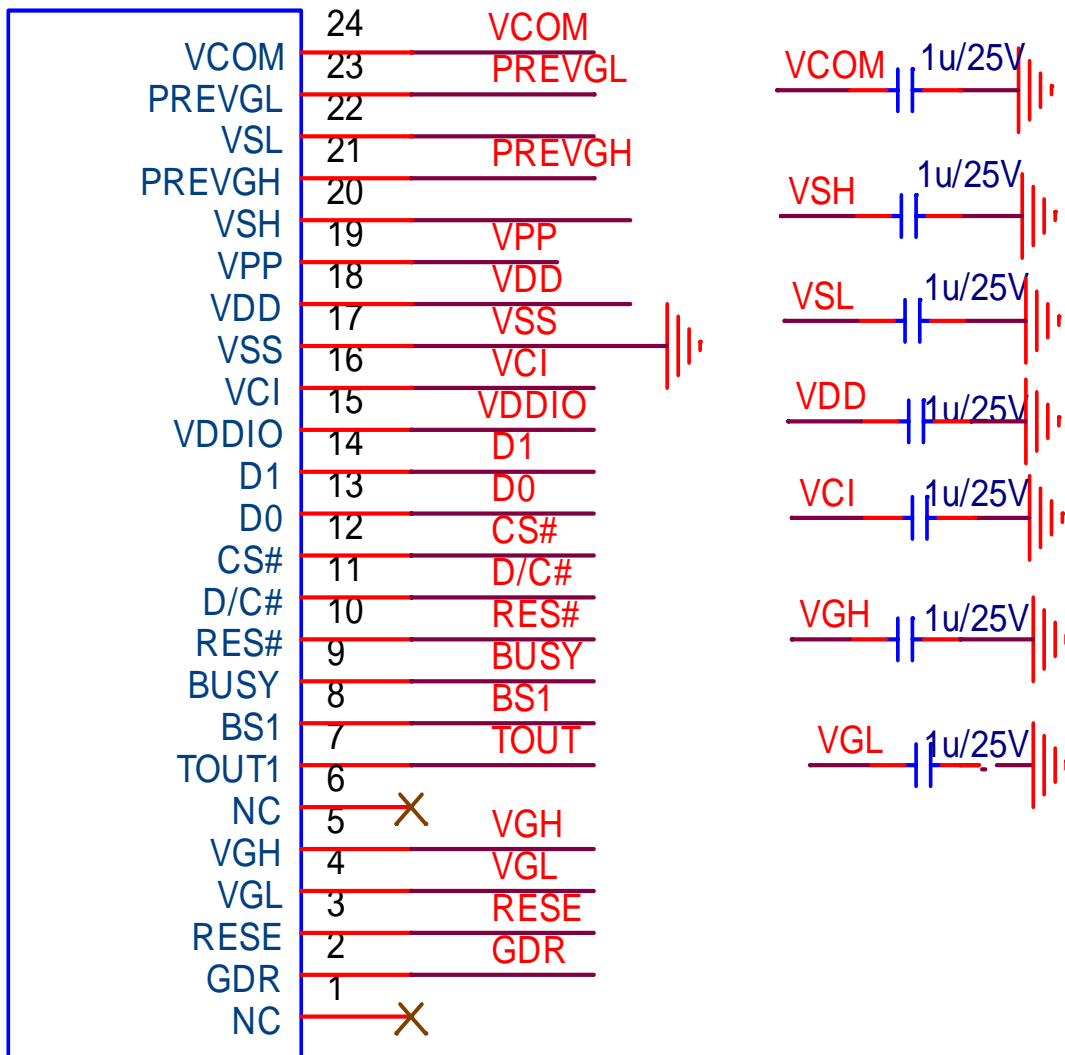 24 VCOM
VCOM
23 PREVGL
PREVGL
22
VSL
21 PREVGH
PREVGH
20
VSH
19 VPP
VPP
18 VDD
VDD
17 VSS
VSS
16 VCI
VCI
15 VDDIO
VDDIO
14 D1
D1
13 D0
D0
12 CS#
CS#
11 D/C#
D/C#
10 RES#
RES#
9 BUSY
BUSY
8 BS1
BS1
7 TOUT
TOUT1
6
NC
5 VGH
VGH
4 VGL
VGL
3 RESE
RESE
2 GDR
GDR
1
NC
VCOM 1u/25V
VSH 1u/25V
VSL 1u/25V
VDD 1u/25V
VCI 1u/25V
VGH 1u/25V
VGL 1u/25V